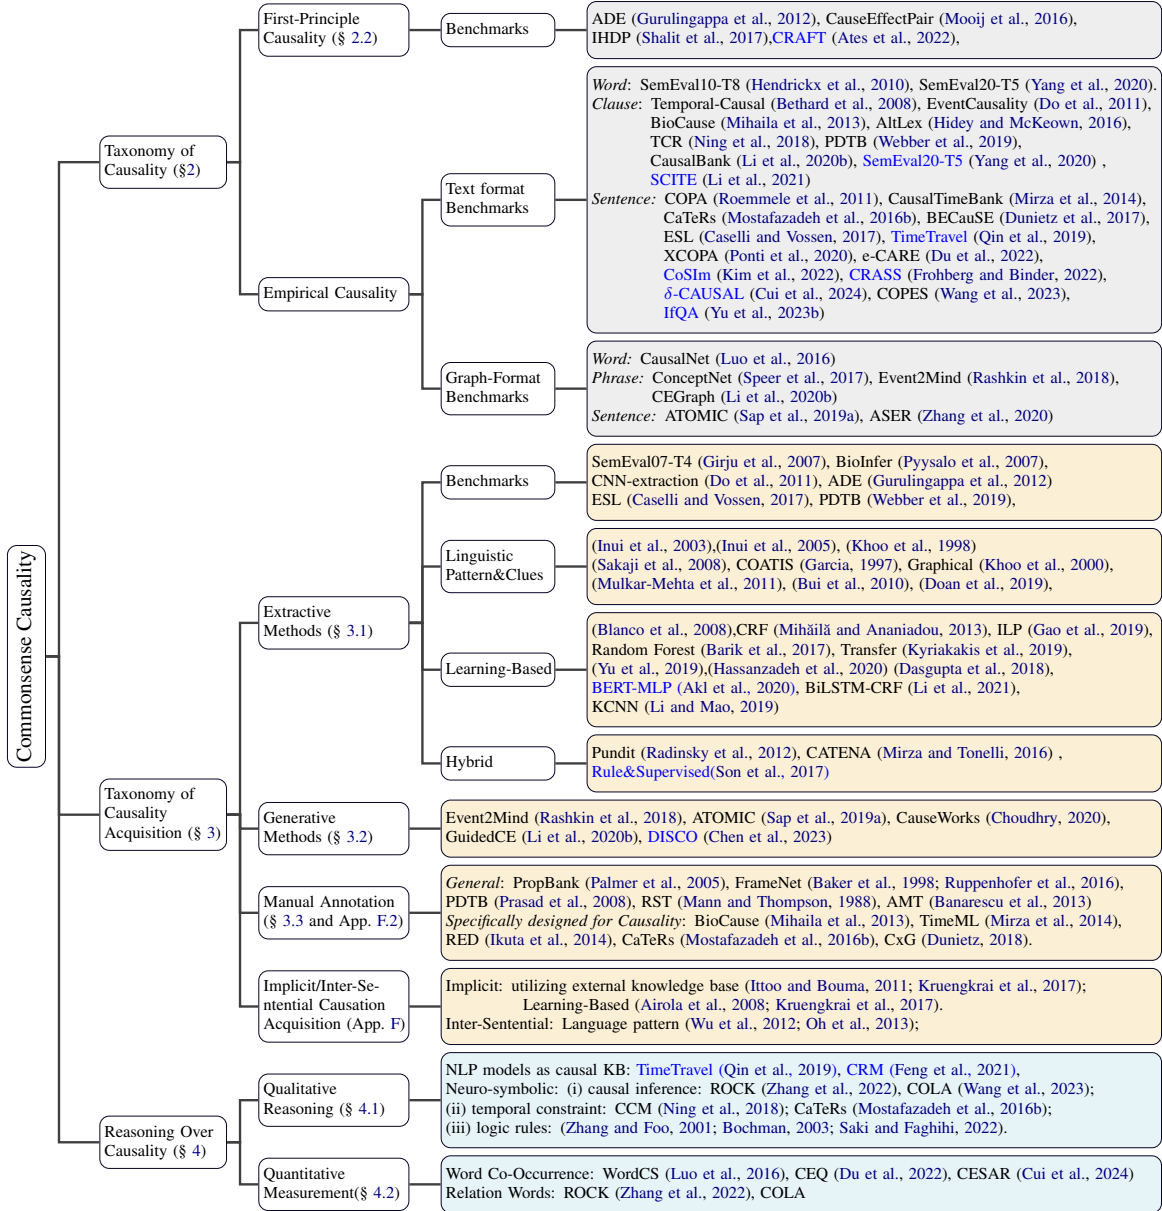 Commonsense Causality
Taxonomy of
Causality (§2)
First-Principle
Causality (§ 2.2)
Benchmarks
ADE (Gurulingappa et al., 2012), CauseEffectPair (Mooij et al., 2016),
IHDP (Shalit et al., 2017),CRAFT (Ates et al., 2022),
Empirical Causality
Text format
Benchmarks
Word: SemEval10-T8 (Hendrickx et al., 2010), SemEval20-T5 (Yang et al., 2020).
Clause: Temporal-Causal (Bethard et al., 2008), EventCausality (Do et al., 2011),
BioCause (Mihaila et al., 2013), AltLex (Hidey and McKeown, 2016),
TCR (Ning et al., 2018), PDTB (Webber et al., 2019),
CausalBank (Li et al., 2020b), SemEval20-T5 (Yang et al., 2020) ,
SCITE (Li et al., 2021)
Sentence: COPA (Roemmele et al., 2011), CausalTimeBank (Mirza et al., 2014),
CaTeRs (Mostafazadeh et al., 2016b), BECauSE (Dunietz et al., 2017),
ESL (Caselli and Vossen, 2017), TimeTravel (Qin et al., 2019),
XCOPA (Ponti et al., 2020), e-CARE (Du et al., 2022),
CoSIm (Kim et al., 2022), CRASS (Frohberg and Binder, 2022),
δ-CAUSAL (Cui et al., 2024), COPES (Wang et al., 2023),
IfQA (Yu et al., 2023b)
Graph-Format
Benchmarks
Word: CausalNet (Luo et al., 2016)
Phrase: ConceptNet (Speer et al., 2017), Event2Mind (Rashkin et al., 2018),
CEGraph (Li et al., 2020b)
Sentence: ATOMIC (Sap et al., 2019a), ASER (Zhang et al., 2020)
Taxonomy of
Causality
Acquisition (§ 3)
Extractive
Methods (§ 3.1)
Benchmarks
SemEval07-T4 (Girju et al., 2007), BioInfer (Pyysalo et al., 2007),
CNN-extraction (Do et al., 2011), ADE (Gurulingappa et al., 2012)
ESL (Caselli and Vossen, 2017), PDTB (Webber et al., 2019),
Linguistic
Pattern&Clues
(Inui et al., 2003),(Inui et al., 2005), (Khoo et al., 1998)
(Sakaji et al., 2008), COATIS (Garcia, 1997), Graphical (Khoo et al., 2000),
(Mulkar-Mehta et al., 2011), (Bui et al., 2010), (Doan et al., 2019),
Learning-Based
(Blanco et al., 2008),CRF (Mihăilă and Ananiadou, 2013), ILP (Gao et al., 2019),
Random Forest (Barik et al., 2017), Transfer (Kyriakakis et al., 2019),
(Yu et al., 2019),(Hassanzadeh et al., 2020) (Dasgupta et al., 2018),
BERT-MLP (Akl et al., 2020), BiLSTM-CRF (Li et al., 2021),
KCNN (Li and Mao, 2019)
Hybrid
Pundit (Radinsky et al., 2012), CATENA (Mirza and Tonelli, 2016) ,
Rule&Supervised(Son et al., 2017)
Generative
Methods (§ 3.2)
Event2Mind (Rashkin et al., 2018), ATOMIC (Sap et al., 2019a), CauseWorks (Choudhry, 2020),
GuidedCE (Li et al., 2020b), DISCO (Chen et al., 2023)
Manual Annotation
(§ 3.3 and App. F.2)
General: PropBank (Palmer et al., 2005), FrameNet (Baker et al., 1998; Ruppenhofer et al., 2016),
PDTB (Prasad et al., 2008), RST (Mann and Thompson, 1988), AMT (Banarescu et al., 2013)
Specifically designed for Causality: BioCause (Mihaila et al., 2013), TimeML (Mirza et al., 2014),
RED (Ikuta et al., 2014), CaTeRs (Mostafazadeh et al., 2016b), CxG (Dunietz, 2018).
Implicit/Inter-Se-
ntential Causation
Acquisition (App. F)
Implicit: utilizing external knowledge base (Ittoo and Bouma, 2011; Kruengkrai et al., 2017);
Learning-Based (Airola et al., 2008; Kruengkrai et al., 2017).
Inter-Sentential: Language pattern (Wu et al., 2012; Oh et al., 2013);
Reasoning Over
Causality (§ 4)
Qualitative
Reasoning (§ 4.1)
NLP models as causal KB: TimeTravel (Qin et al., 2019), CRM (Feng et al., 2021),
Neuro-symbolic: (i) causal inference: ROCK (Zhang et al., 2022), COLA (Wang et al., 2023);
(ii) temporal constraint: CCM (Ning et al., 2018); CaTeRs (Mostafazadeh et al., 2016b);
(iii) logic rules: (Zhang and Foo, 2001; Bochman, 2003; Saki and Faghihi, 2022).
Quantitative
Measurement(§ 4.2)
Word Co-Occurrence: WordCS (Luo et al., 2016), CEQ (Du et al., 2022), CESAR (Cui et al., 2024)
Relation Words: ROCK (Zhang et al., 2022), COLA